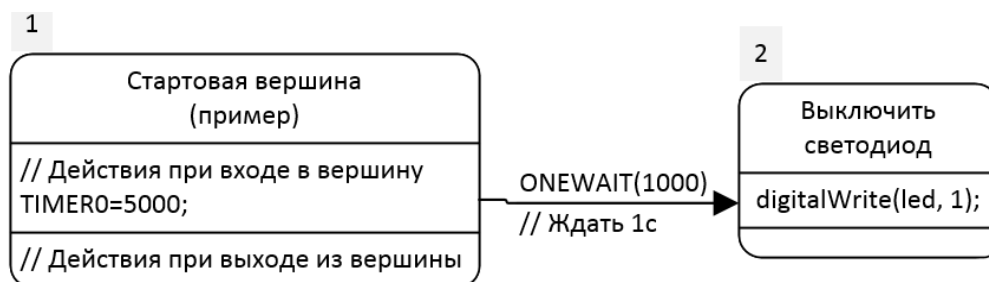 1
Стартовая вершина
(пример)
// Действия при входе в вершину
TIMER0=5000;
// Действия при выходе из вершины
ONEWAIT(1000)
// Ждать 1с
2
Выключить
светодиод
digitalWrite(led, 1);